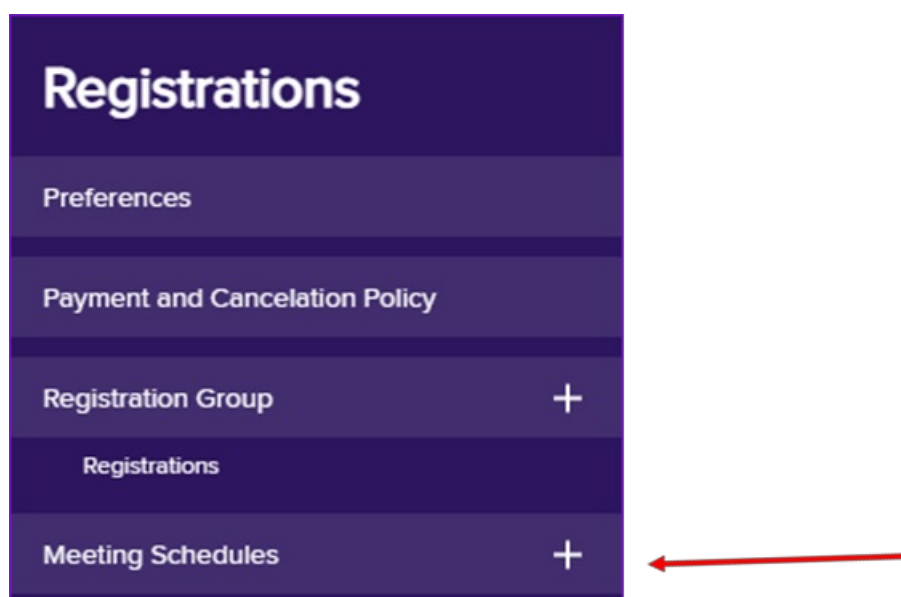 Registrations
Preferences
Payment and Cancelation Policy
Registration Group +
Registrations
Meeting Schedules +